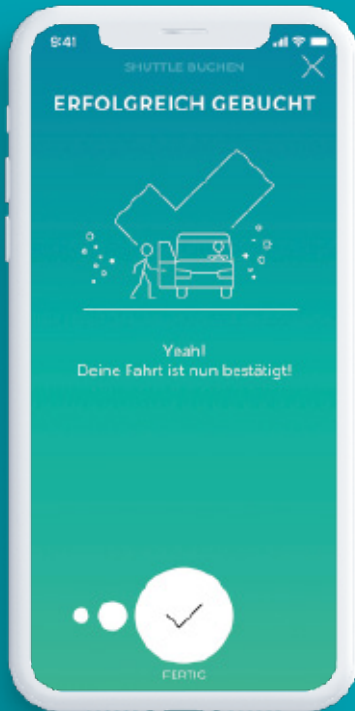 9:41
SHUTTLE BUCHEN
ERFOLGREICH GEBUCHT
Yeah!
Deine Fahrt ist nun bestätigt!
FERTIG